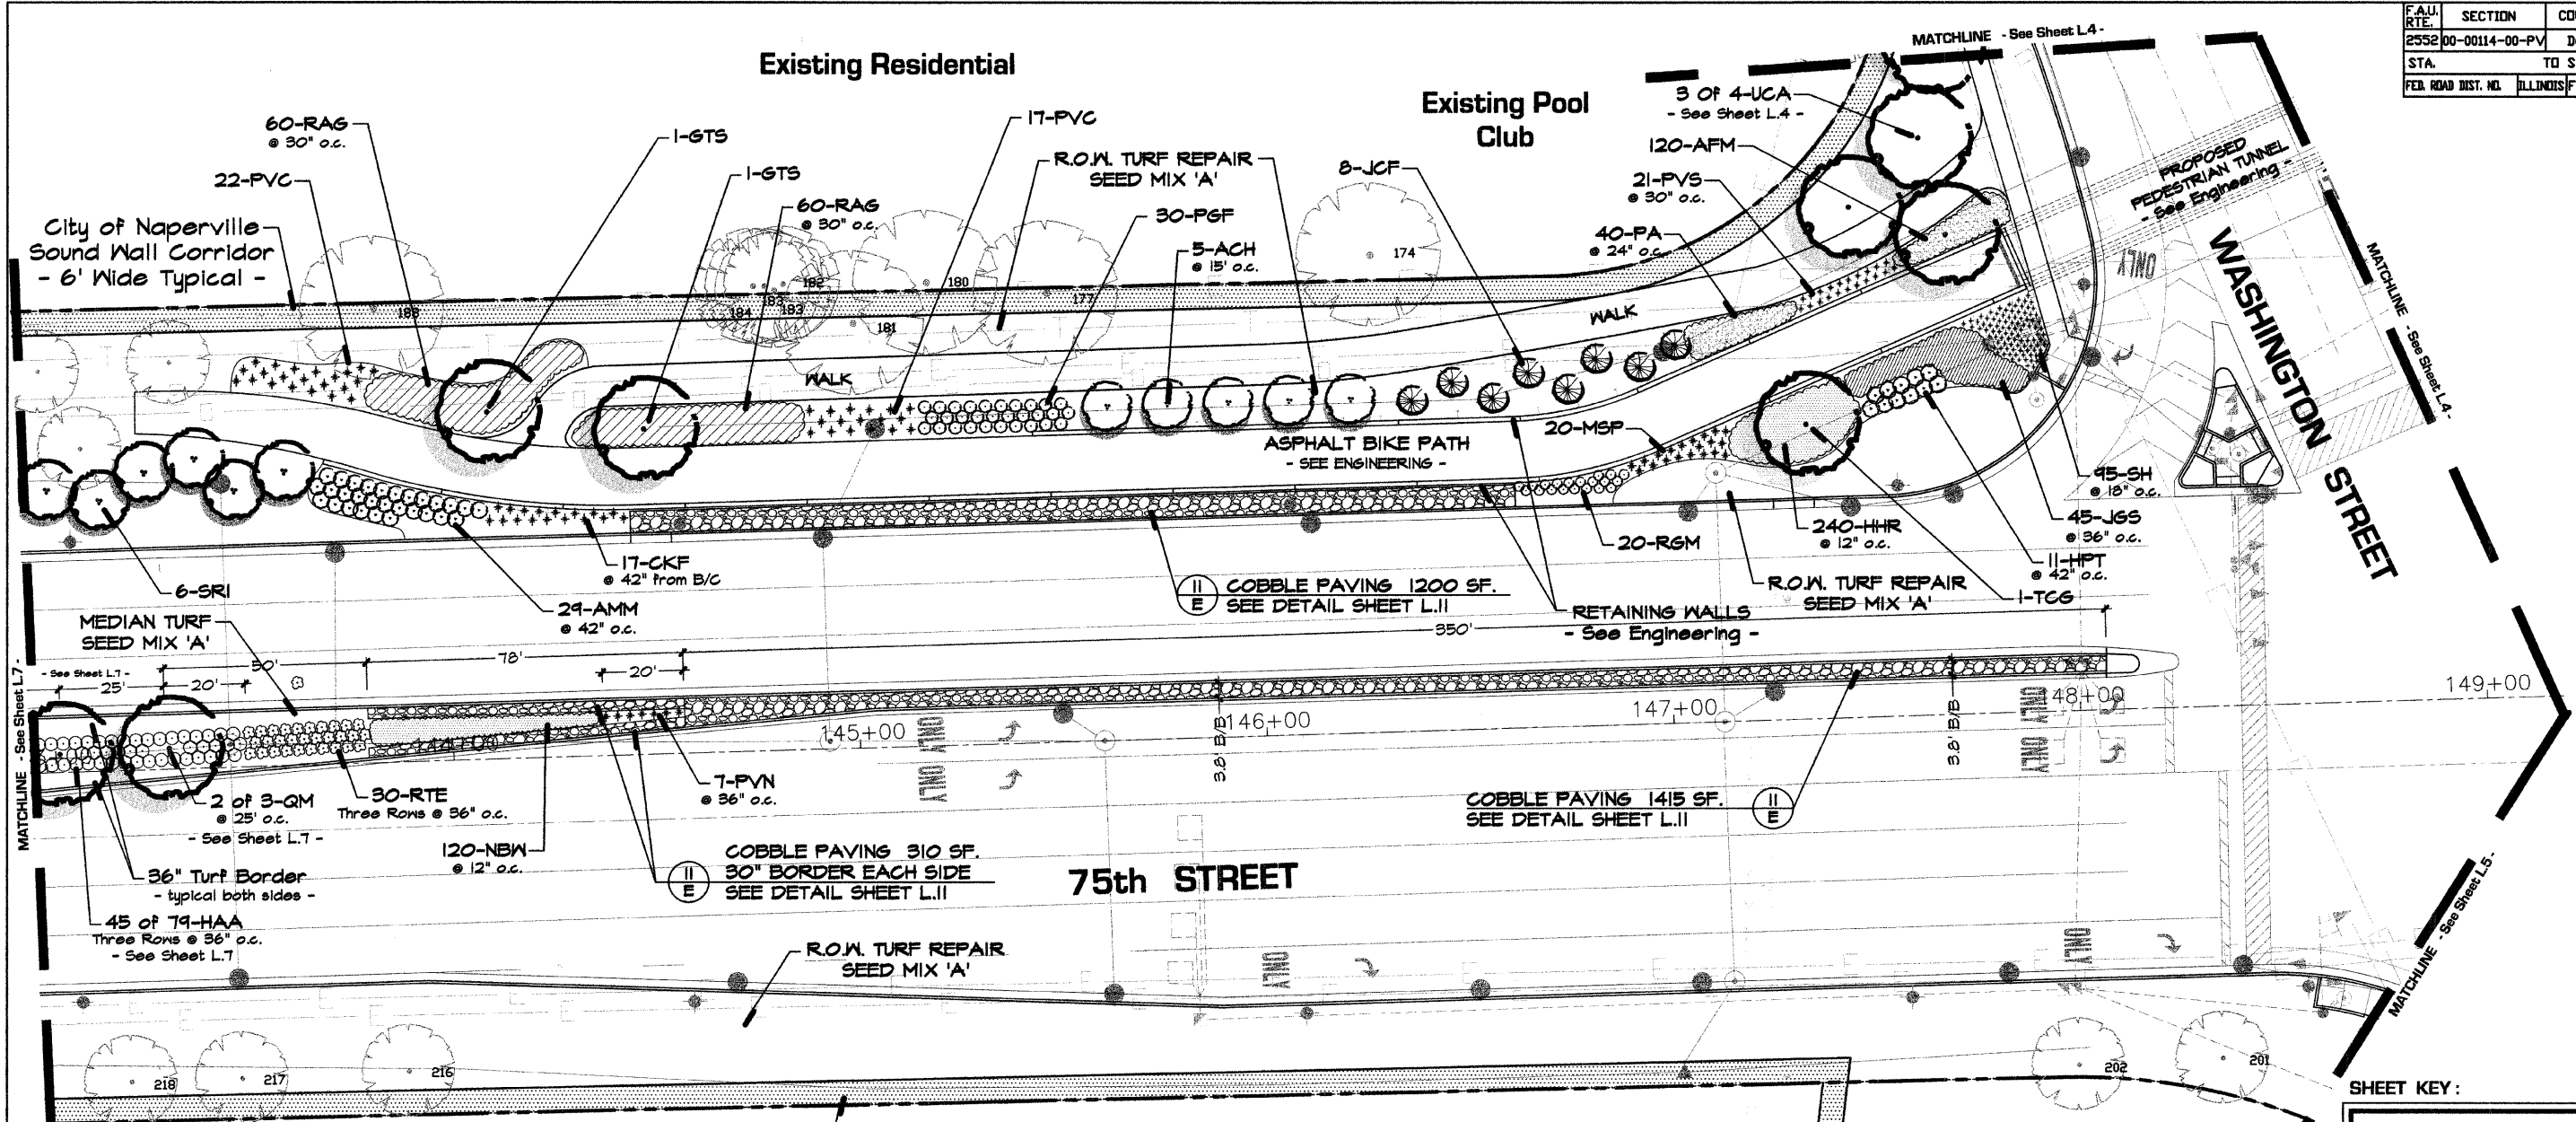 F.A.U. RTE. SECTION
2552 00-00114-00-PV
STA. TO
FED. ROAD DIST. NO. ILLINOIS
MATCHLINE - See Sheet L.4 -
Existing Residential
Existing Pool
Club
3 Of 4-UCA
- See Sheet L.4 -
60-RAG
@ 30" o.c.
1-GTS
17-PVC
R.O.W. TURF REPAIR
SEED MIX 'A'
8-JCF
120-AFM
PROPOSED
PEDESTRIAN TUNNEL
- See Engineering -
22-PVC
1-GTS
60-RAG
@ 30" o.c.
30-PGF
21-PVS
@ 30" o.c.
City of Naperville
Sound Wall Corridor
- 6' Wide Typical -
5-ACH
@ 15' o.c.
40-PA
@ 24" o.c.
174
ONLY
WASHINGTON STREET
MATCHLINE - See Sheet L.4 -
188
184
183
183
182
181
180
177
WALK
WALK
ASPHALT BIKE PATH
- SEE ENGINEERING -
20-MSP
95-SH
@ 18" o.c.
45-JGS
@ 36" o.c.
240-HHR
@ 12" o.c.
20-RGM
11-HPT
@ 42" o.c.
17-CKF
@ 42" from B/C
6-SRI
29-AMM
@ 42" o.c.
11
E
COBBLE PAVING 1200 SF.
SEE DETAIL SHEET L.11
R.O.W. TURF REPAIR
SEED MIX 'A'
1-TCG
RETAINING WALLS
- See Engineering -
MEDIAN TURF
SEED MIX 'A'
350'
50'
78'
- See Sheet L.7 -
25'
20'
20'
MATCHLINE - See Sheet L.7 -
144+00
145+00
146+00
147+00
148+00
149+00
3.8' B/B
3.8' B/B
ONLY ONLY
ONLY ONLY
2 of 3-QM
@ 25' o.c.
- See Sheet L.7 -
30-RTE
Three Rows @ 36" o.c.
7-PVN
@ 36" o.c.
COBBLE PAVING 1415 SF.
SEE DETAIL SHEET L.11
11
E
120-NBW
@ 12" o.c.
11
E
COBBLE PAVING 310 SF.
30" BORDER EACH SIDE
SEE DETAIL SHEET L.11
75th STREET
36" Turf Border
- typical both sides -
45 of 79-HAA
Three Rows @ 36" o.c.
- See Sheet L.7
R.O.W. TURF REPAIR
SEED MIX 'A'
ONLY
ONLY
MATCHLINE - See Sheet L.5 -
218
217
216
202
201
SHEET KEY: